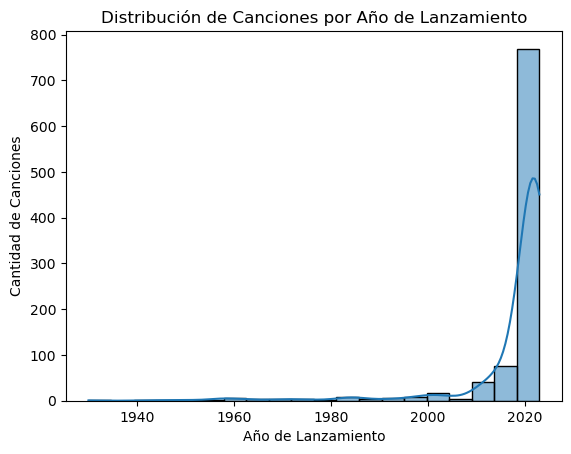 Distribución de Canciones por Año de Lanzamiento
Cantidad de Canciones
800
700
600
500
400
300
200
100
0
1940 1960 1980 2000 2020
Año de Lanzamiento